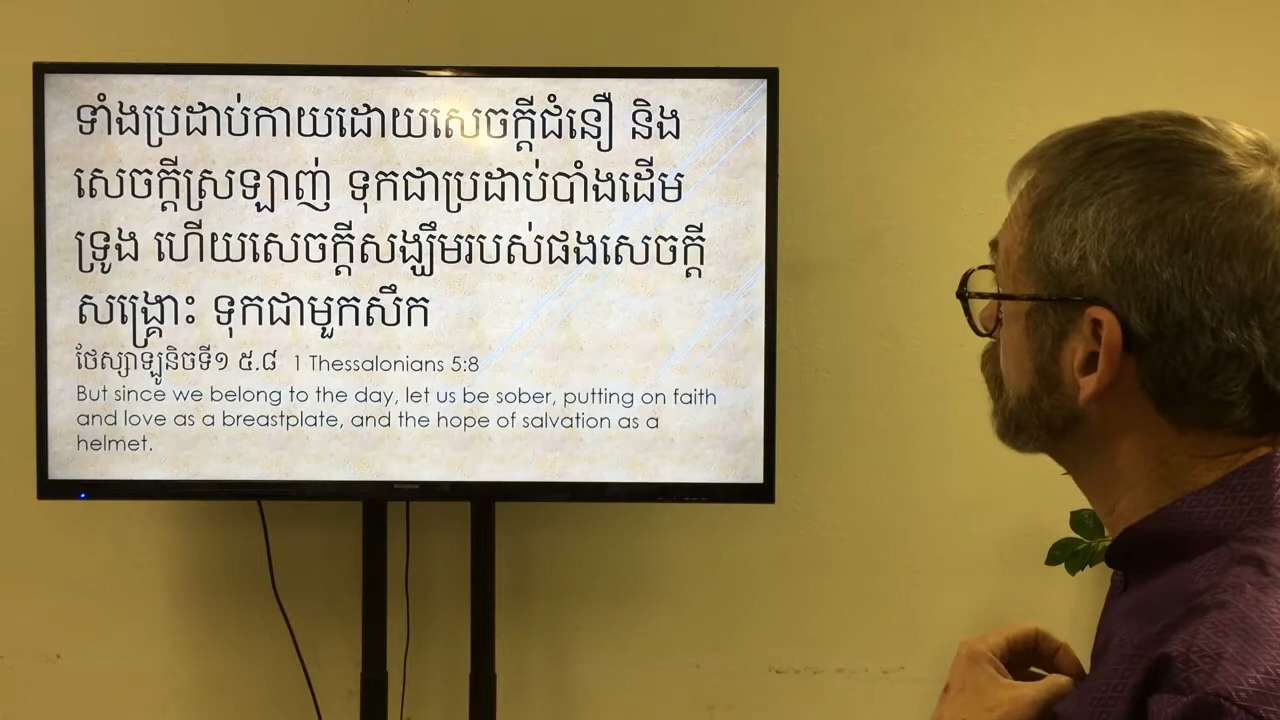 ទាំងប្រដាប់កាយដោយសេចក្ដីជំនឿ និង
សេចក្ដីស្រឡាញ់ ទុកជាប្រដាប់បាំងដើម
ទ្រូង ហើយសេចក្ដីសង្ឃឹមរបស់ផងសេចក្ដី
សង្គ្រោះ ទុកជាមួកសឹក
ថែស្សាឡូនិចទី១ ៥.៨ 1 Thessalonians 5:8
But since we belong to the day, let us be sober, putting on faith
and love as a breastplate, and the hope of salvation as a
helmet.